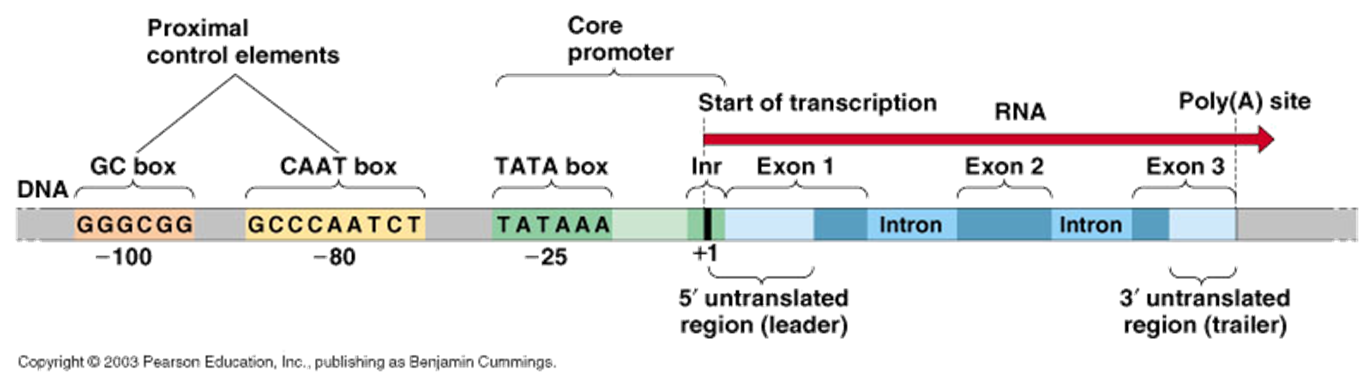 Proximal
control elements
Core
promoter
Start of transcription
RNA
Poly(A) site
GC box
CAAT box
TATA box
Inr
Exon 1
Exon 2
Exon 3
DNA
GGGCGG
GCCCAATCT
TATAAA
Intron
Intron
−100
−80
−25
+1
5′ untranslated
region (leader)
3′ untranslated
region (trailer)
Copyright © 2003 Pearson Education, Inc., publishing as Benjamin Cummings.